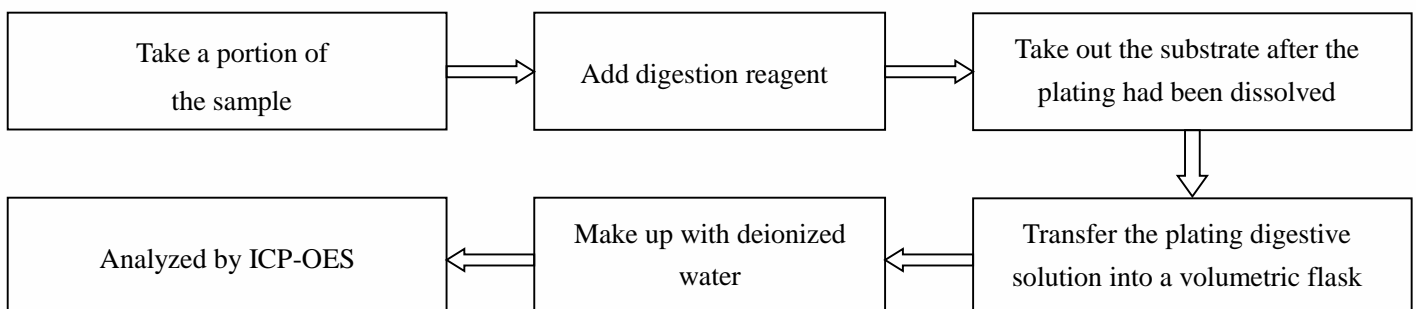 Take a portion of
the sample
Add digestion reagent
Take out the substrate after the
plating had been dissolved
Transfer the plating digestive
solution into a volumetric flask
Make up with deionized
water
Analyzed by ICP-OES